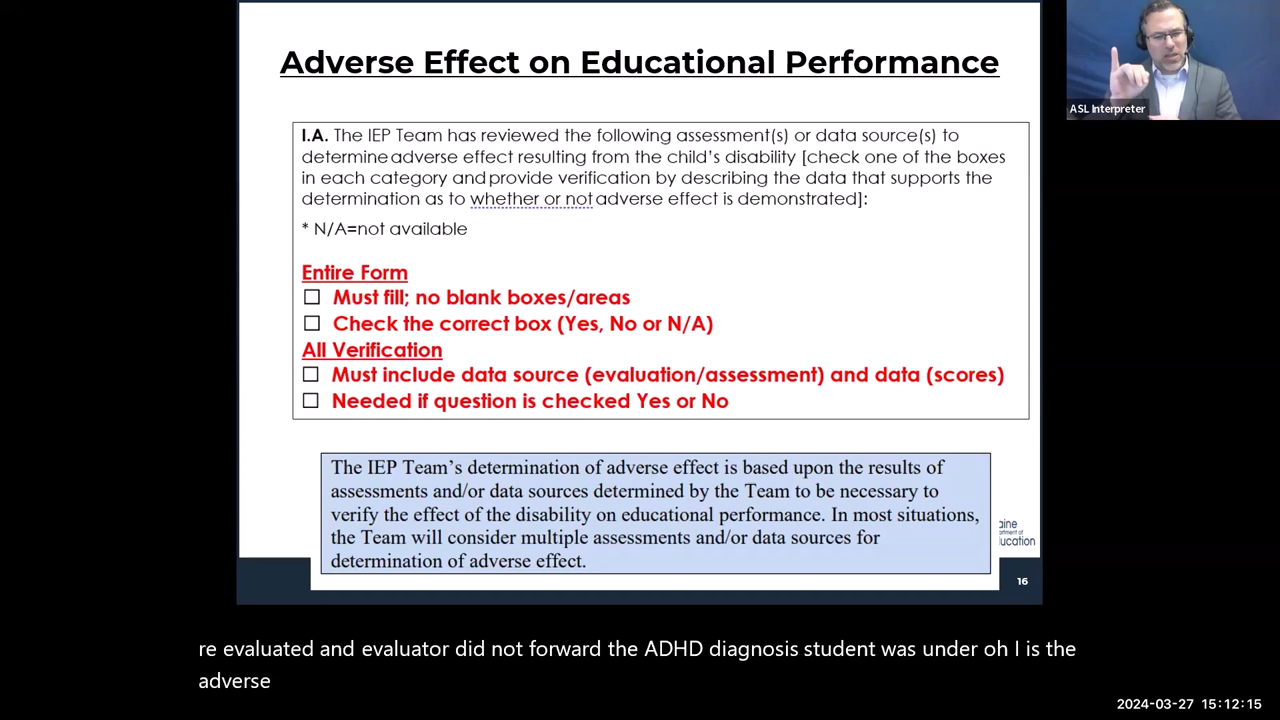 Adverse Effect on Educational Performance
ASL Interpreter
I.A. The IEP Team has reviewed the following assessment(s) or data source(s) to
determine adverse effect resulting from the child's disability [check one of the boxes
in each category and provide verification by describing the data that supports the
determination as to whether or not adverse effect is demonstrated]:
* N/A=not available
Entire Form
☐ Must fill; no blank boxes/areas
☐ Check the correct box (Yes, No or N/A)
All Verification
☐ Must include data source (evaluation/assessment) and data (scores)
☐ Needed if question is checked Yes or No
The IEP Team's determination of adverse effect is based upon the results of
assessments and/or data sources determined by the Team to be necessary to
verify the effect of the disability on educational performance. In most situations,
the Team will consider multiple assessments and/or data sources for
determination of adverse effect.
16
re evaluated and evaluator did not forward the ADHD diagnosis student was under oh I is the
adverse
2024-03-27 15:12:15